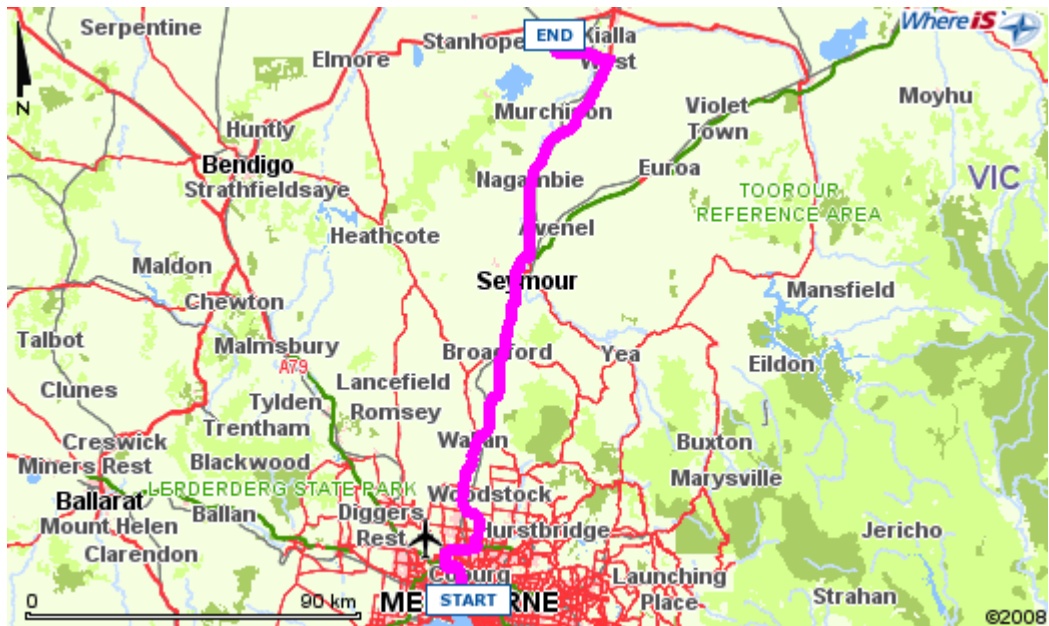 Serpentine
Stanhope
END
Kialla
West
WhereiS
Elmore
N
Murchison
Violet
Town
Moyhu
Huntly
Bendigo
Strathfieldsaye
Nagambie
Euroa
VIC
TOOROUR
REFERENCE AREA
Heathcote
Avenel
Maldon
Seymour
Mansfield
Chewton
Talbot
Malmsbury
Broadford
Yea
A79
Eildon
Clunes
Lancefield
Tylden
Romsey
Trentham
Creswick
Wallan
Buxton
Miners Rest
Blackwood
Marysville
LERDERDERG STATE PARK
Ballarat
Woodstock
Ballan
Diggers
Rest
Mount Helen
Hurstbridge
Jericho
Clarendon
Coburg
Launching
Place
START
Strahan
0
90 km
©2008